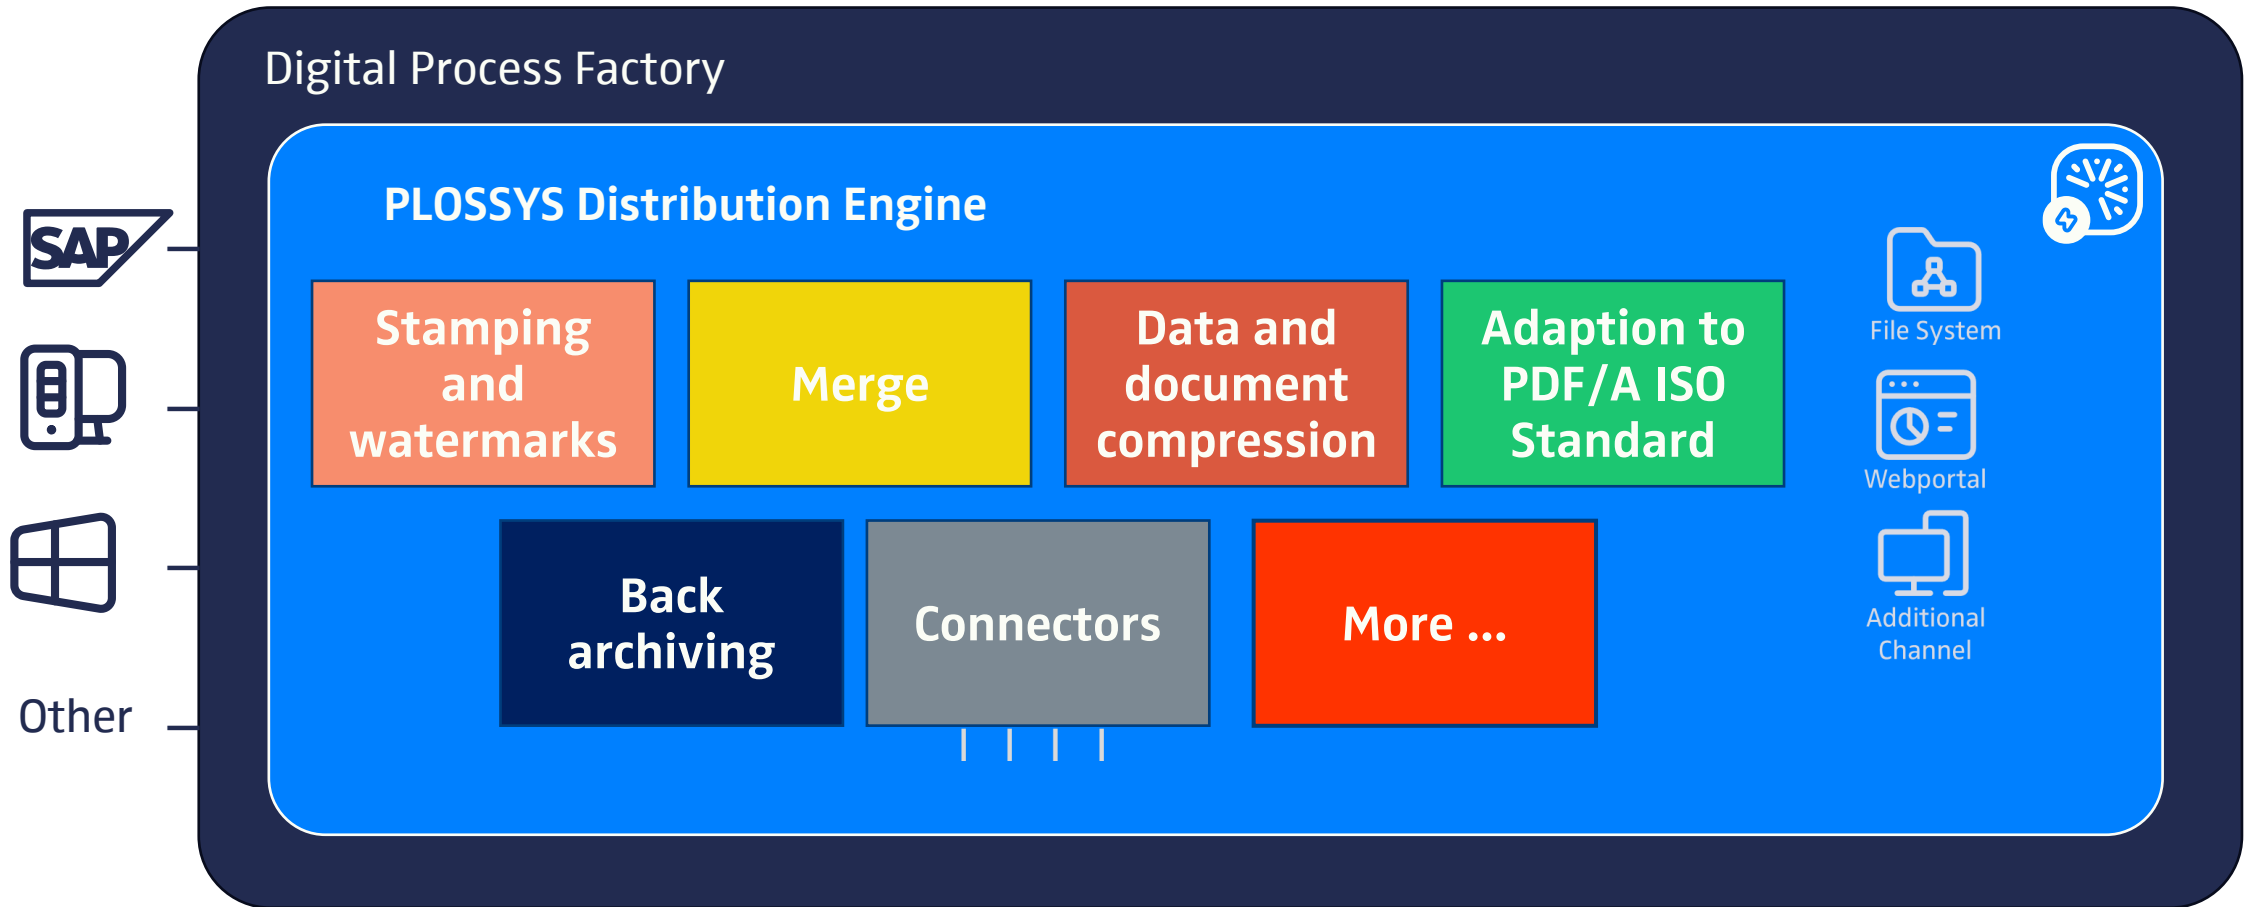 Digital Process Factory
PLOSSYS Distribution Engine
SAP
Stamping
and
watermarks
Merge
Data and
document
compression
Adaption to
PDF/A ISO
Standard
File System
Webportal
Back
archiving
Connectors
More ...
Additional
Channel
Other